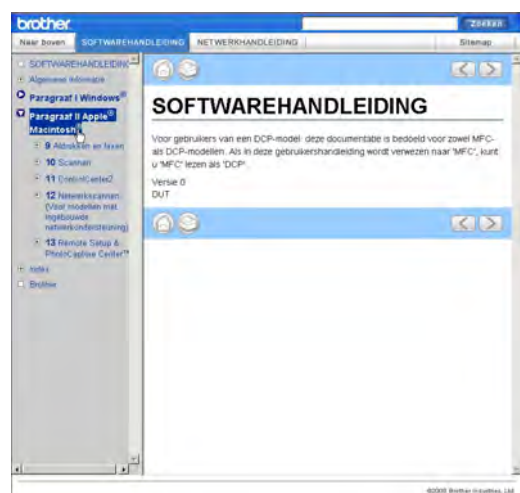 brother
Zoeken
Naar boven SOFTWAREHANDLEIDING NETWERKHANDLEIDING Sitemap
SOFTWAREHANDLEIDING
Algemene informatie
Paragraaf I Windows®
Paragraaf II Apple®
Macintosh®
9 Afdrukken en faxen
10 Scannen
11 ControlCenter2
12 Netwerkscannen
(Voor modellen met
ingebouwde
netwerkondersteuning)
13 Remote Setup &
PhotoCapture Center™
Index
Brother
SOFTWAREHANDLEIDING
Voor gebruikers van een DCP-model: deze documentatie is bedoeld voor zowel MFC-
als DCP-modellen. Als in deze gebruikershandleiding wordt verwezen naar 'MFC', kunt
u 'MFC' lezen als 'DCP'.
Versie 0
DUT
Brother Industries, Ltd.